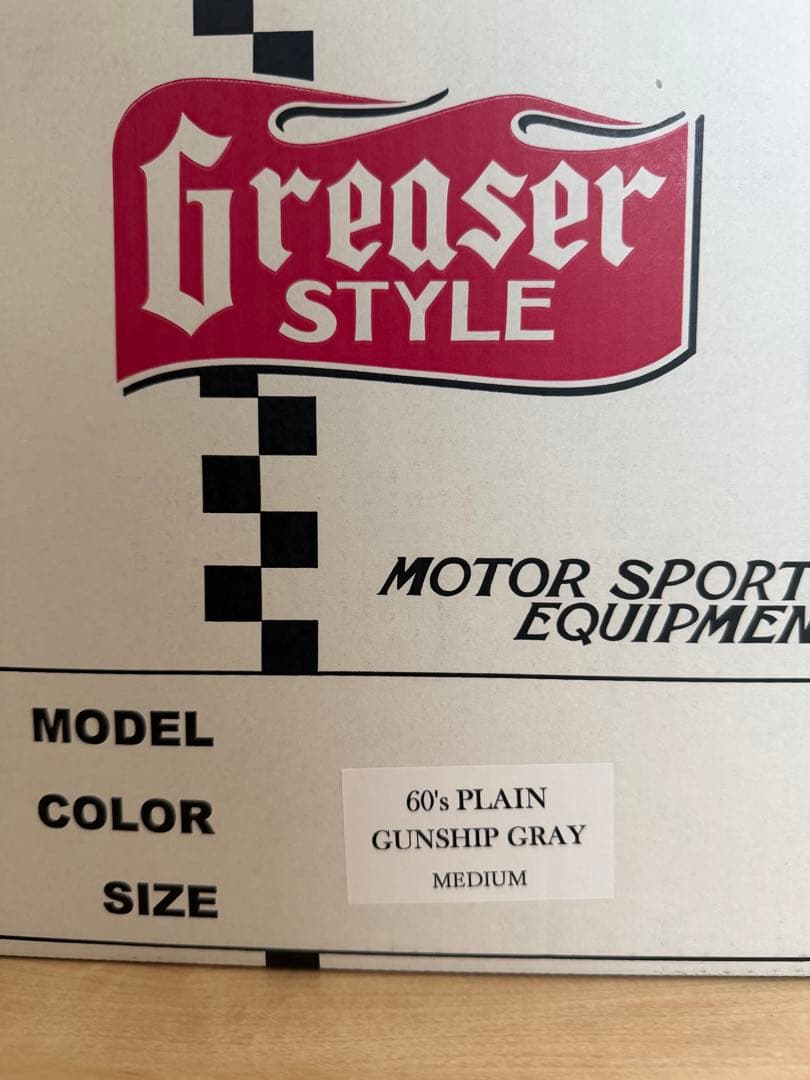 Greaser
STYLE
MOTOR SPORT
EQUIPMEN
MODEL
COLOR
SIZE
60's PLAIN
GUNSHIP GRAY
MEDIUM